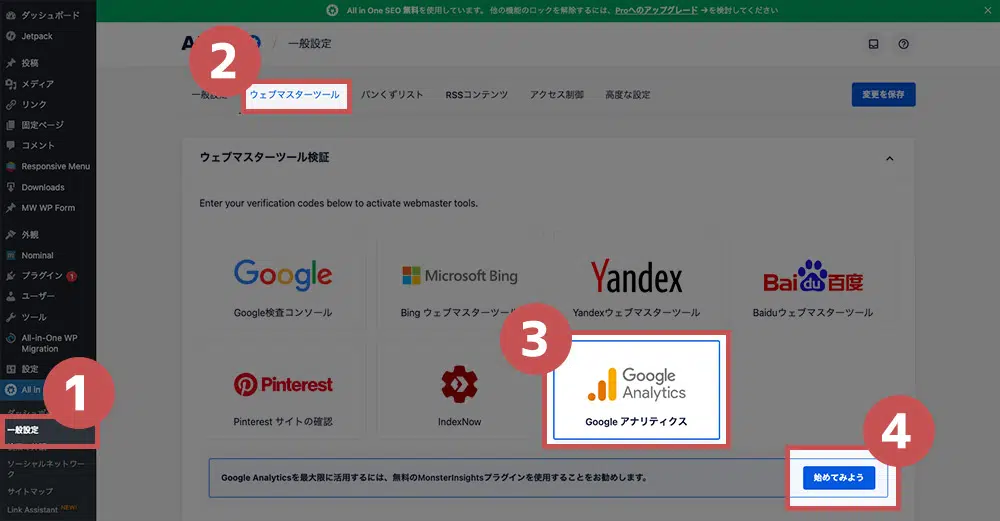 All in One SEO 無料を使用しています。 他の機能のロックを解除するには、Proへのアップグレード → を検討してください
ダッシュボード
Jetpack
投稿
メディア
リンク
固定ページ
コメント
Responsive Menu
Downloads
MW WP Form
外観
Nominal
プラグイン 1
ユーザー
ツール
All-in-One WP
Migration
設定
All in
1
一般設定
ソーシャルネットワー
ク
サイトマップ
Link Assistant NEW!
/ 一般設定
2
一般設定
ウェブマスターツール
パンくずリスト
RSSコンテンツ
アクセス制御
高度な設定
変更を保存
ウェブマスターツール検証
Enter your verification codes below to activate webmaster tools.
Google
Google検査コンソール
Microsoft Bing
Bing ウェブマスターツール
Yandex
Yandexウェブマスターツール
Baidu百度
Baiduウェブマスターツール
Pinterest
Pinterest サイトの確認
IndexNow
3
Google
Analytics
Google アナリティクス
4
Google Analyticsを最大限に活用するには、無料のMonsterInsightsプラグインを使用することをお勧めします。
始めてみよう